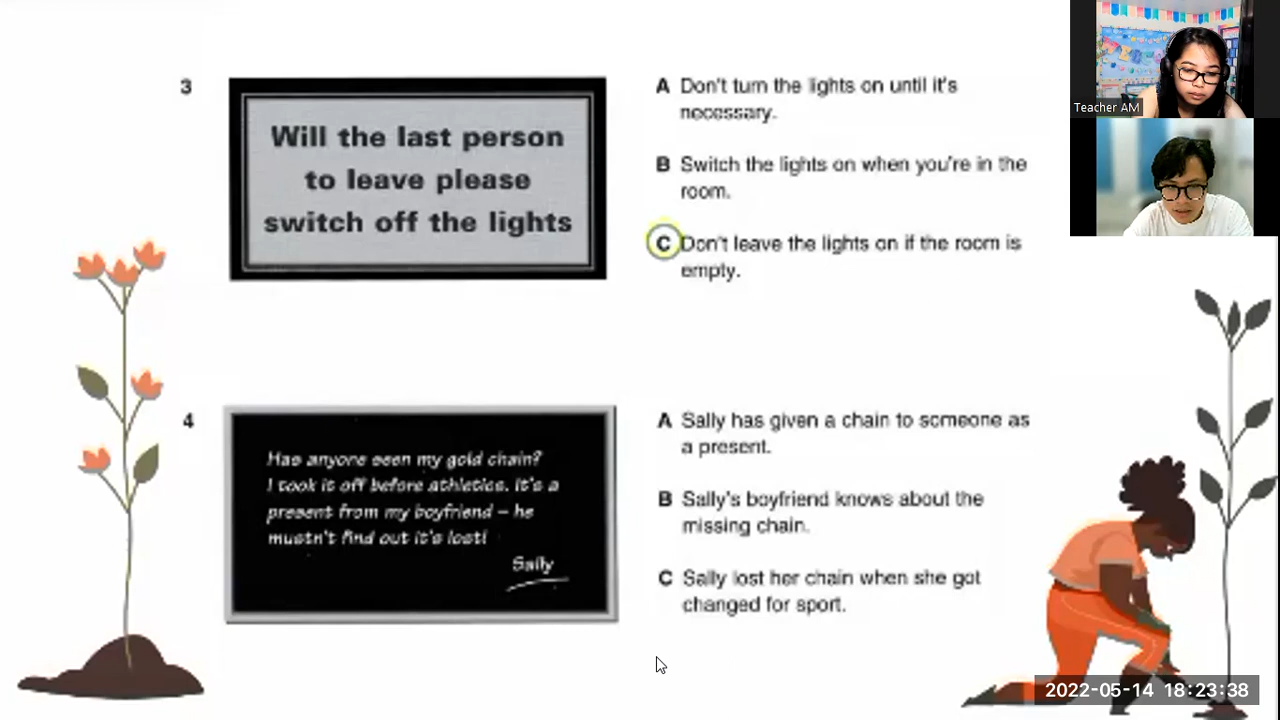 3
Will the last person
to leave please
switch off the lights
A Don't turn the lights on until it's
necessary.
B Switch the lights on when you're in the
room.
C Don't leave the lights on if the room is
empty.
4
Has anyone seen my gold chain?
I took it off before athletics. It's a
present from my boyfriend – he
mustn't find out it's lost!
Sally
A Sally has given a chain to someone as
a present.
B Sally's boyfriend knows about the
missing chain.
C Sally lost her chain when she got
changed for sport.
Teacher AM
2022-05-14 18:23:38